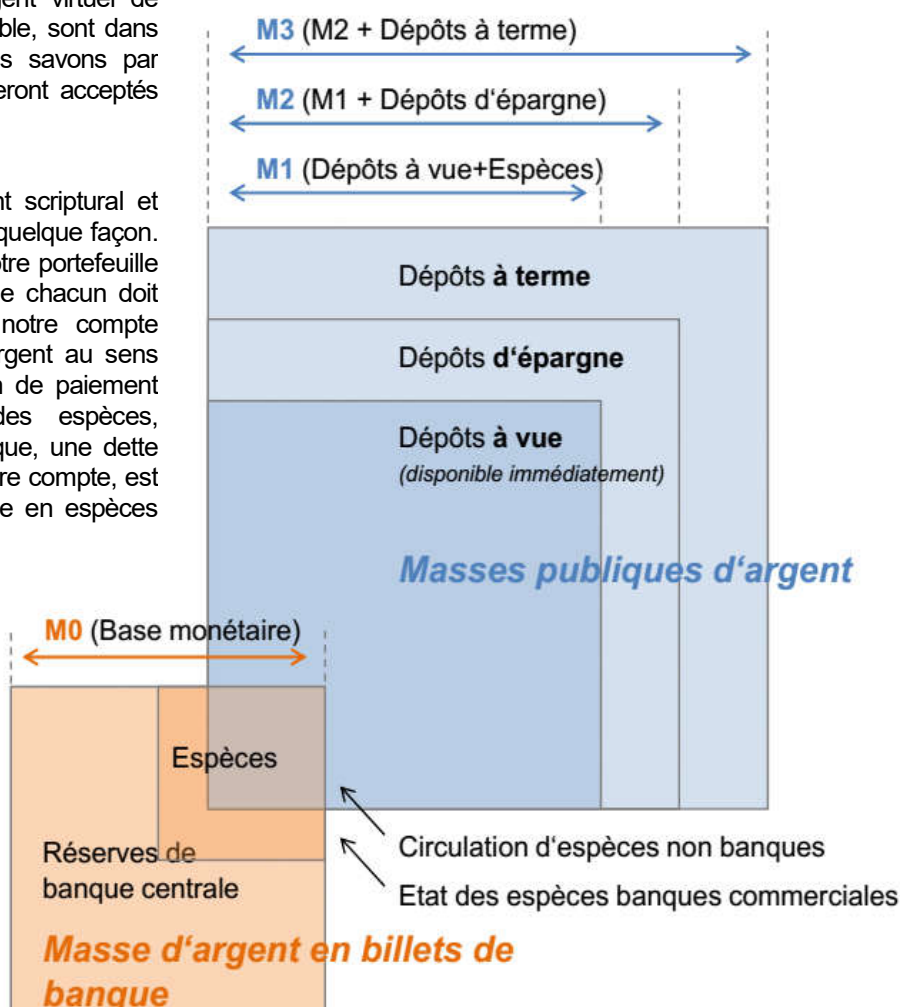 ent virtuel de
ble, sont dans
s savons par
eront acceptés
nt scriptural et
quelque façon.
tre portefeuille
e chacun doit
notre compte
rgent au sens
n de paiement
des espèces,
que, une dette
re compte, est
e en espèces
M3 (M2 + Dépôts à terme)
M2 (M1 + Dépôts d'épargne)
M1 (Dépôts à vue+Espèces)
Dépôts à terme
Dépôts d'épargne
Dépôts à vue
(disponible immédiatement)
Masses publiques d'argent
M0 (Base monétaire)
Espèces
Réserves de
banque centrale
Circulation d'espèces non banques
Etat des espèces banques commerciales
Masse d'argent en billets de
banque